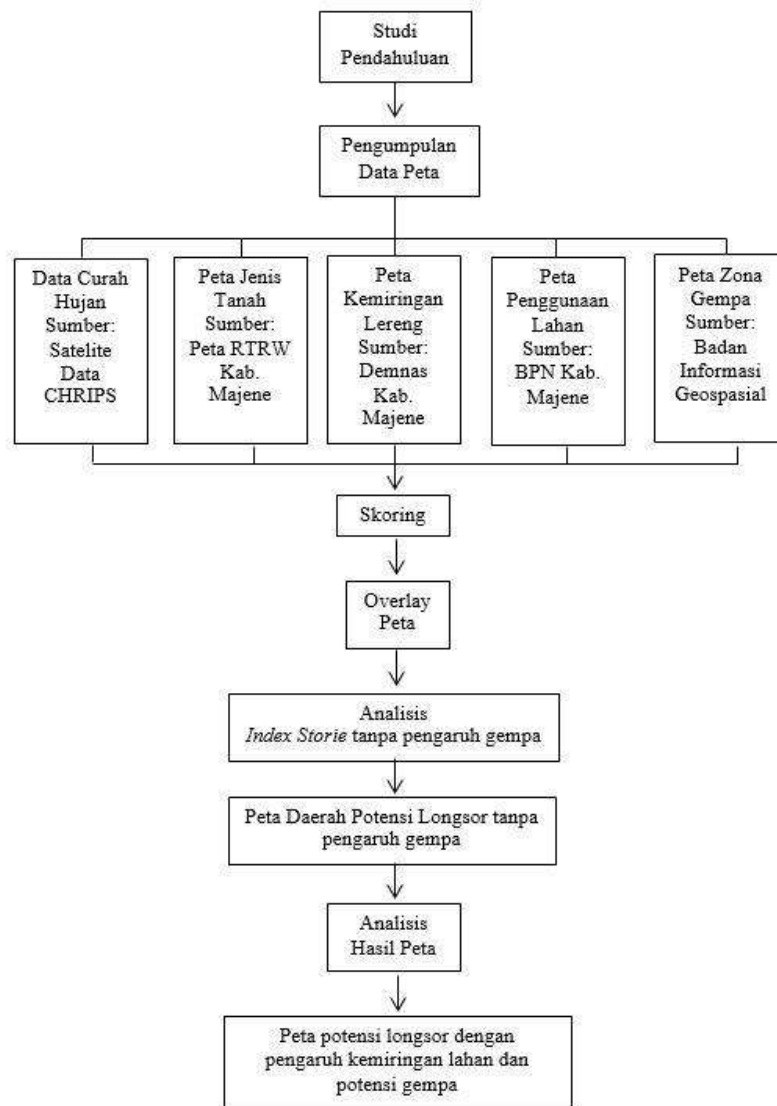 Studi
Pendahuluan
Pengumpulan
Data Peta
Data Curah
Hujan
Sumber:
Satelite
Data
CHRIPS
Peta Jenis
Tanah
Sumber:
Peta RTRW
Kab.
Majene
Peta
Kemiringan
Lereng
Sumber:
Demnas
Kab.
Majene
Peta
Penggunaan
Lahan
Sumber:
BPN Kab.
Majene
Peta Zona
Gempa
Sumber:
Badan
Informasi
Geospasial
Skoring
Overlay
Peta
Analisis
Index Storie tanpa pengaruh gempa
Peta Daerah Potensi Longsor tanpa
pengaruh gempa
Analisis
Hasil Peta
Peta potensi longsor dengan
pengaruh kemiringan lahan dan
potensi gempa